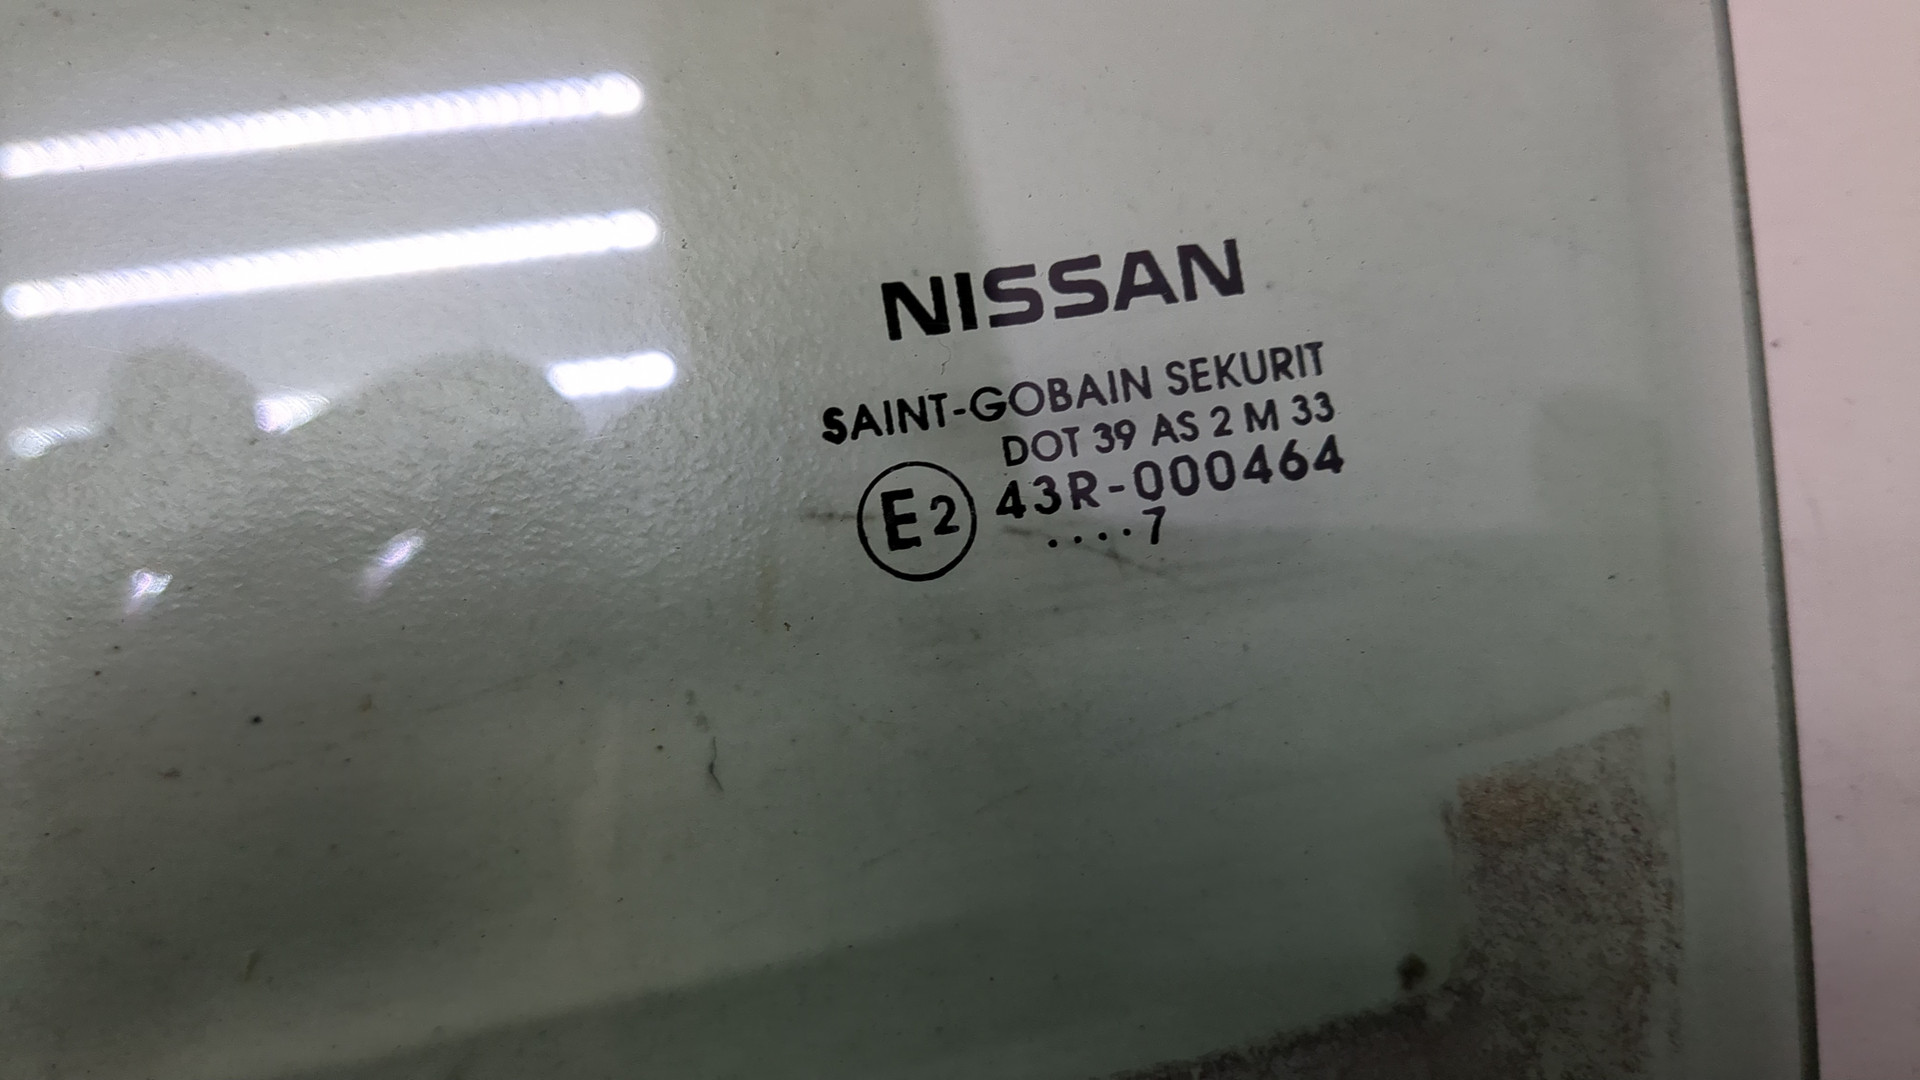 NISSAN
SAINT-GOBAIN SEKURIT
DOT 39 AS 2 M 33
E2 43R-000464
....7